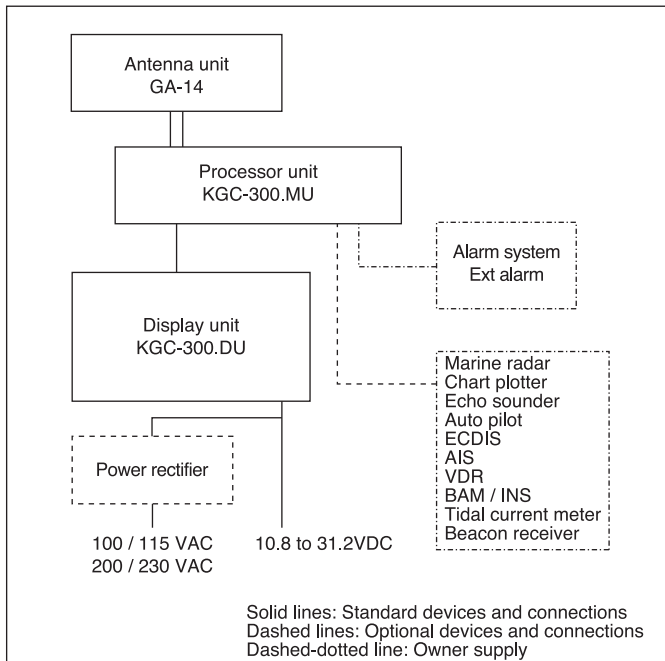 Antenna unit
GA-14
Processor unit
KGC-300.MU
Alarm system
Ext alarm
Display unit
KGC-300.DU
Marine radar
Chart plotter
Echo sounder
Auto pilot
ECDIS
AIS
VDR
BAM / INS
Tidal current meter
Beacon receiver
Power rectifier
100 / 115 VAC
200 / 230 VAC
10.8 to 31.2VDC
Solid lines: Standard devices and connections
Dashed lines: Optional devices and connections
Dashed-dotted line: Owner supply